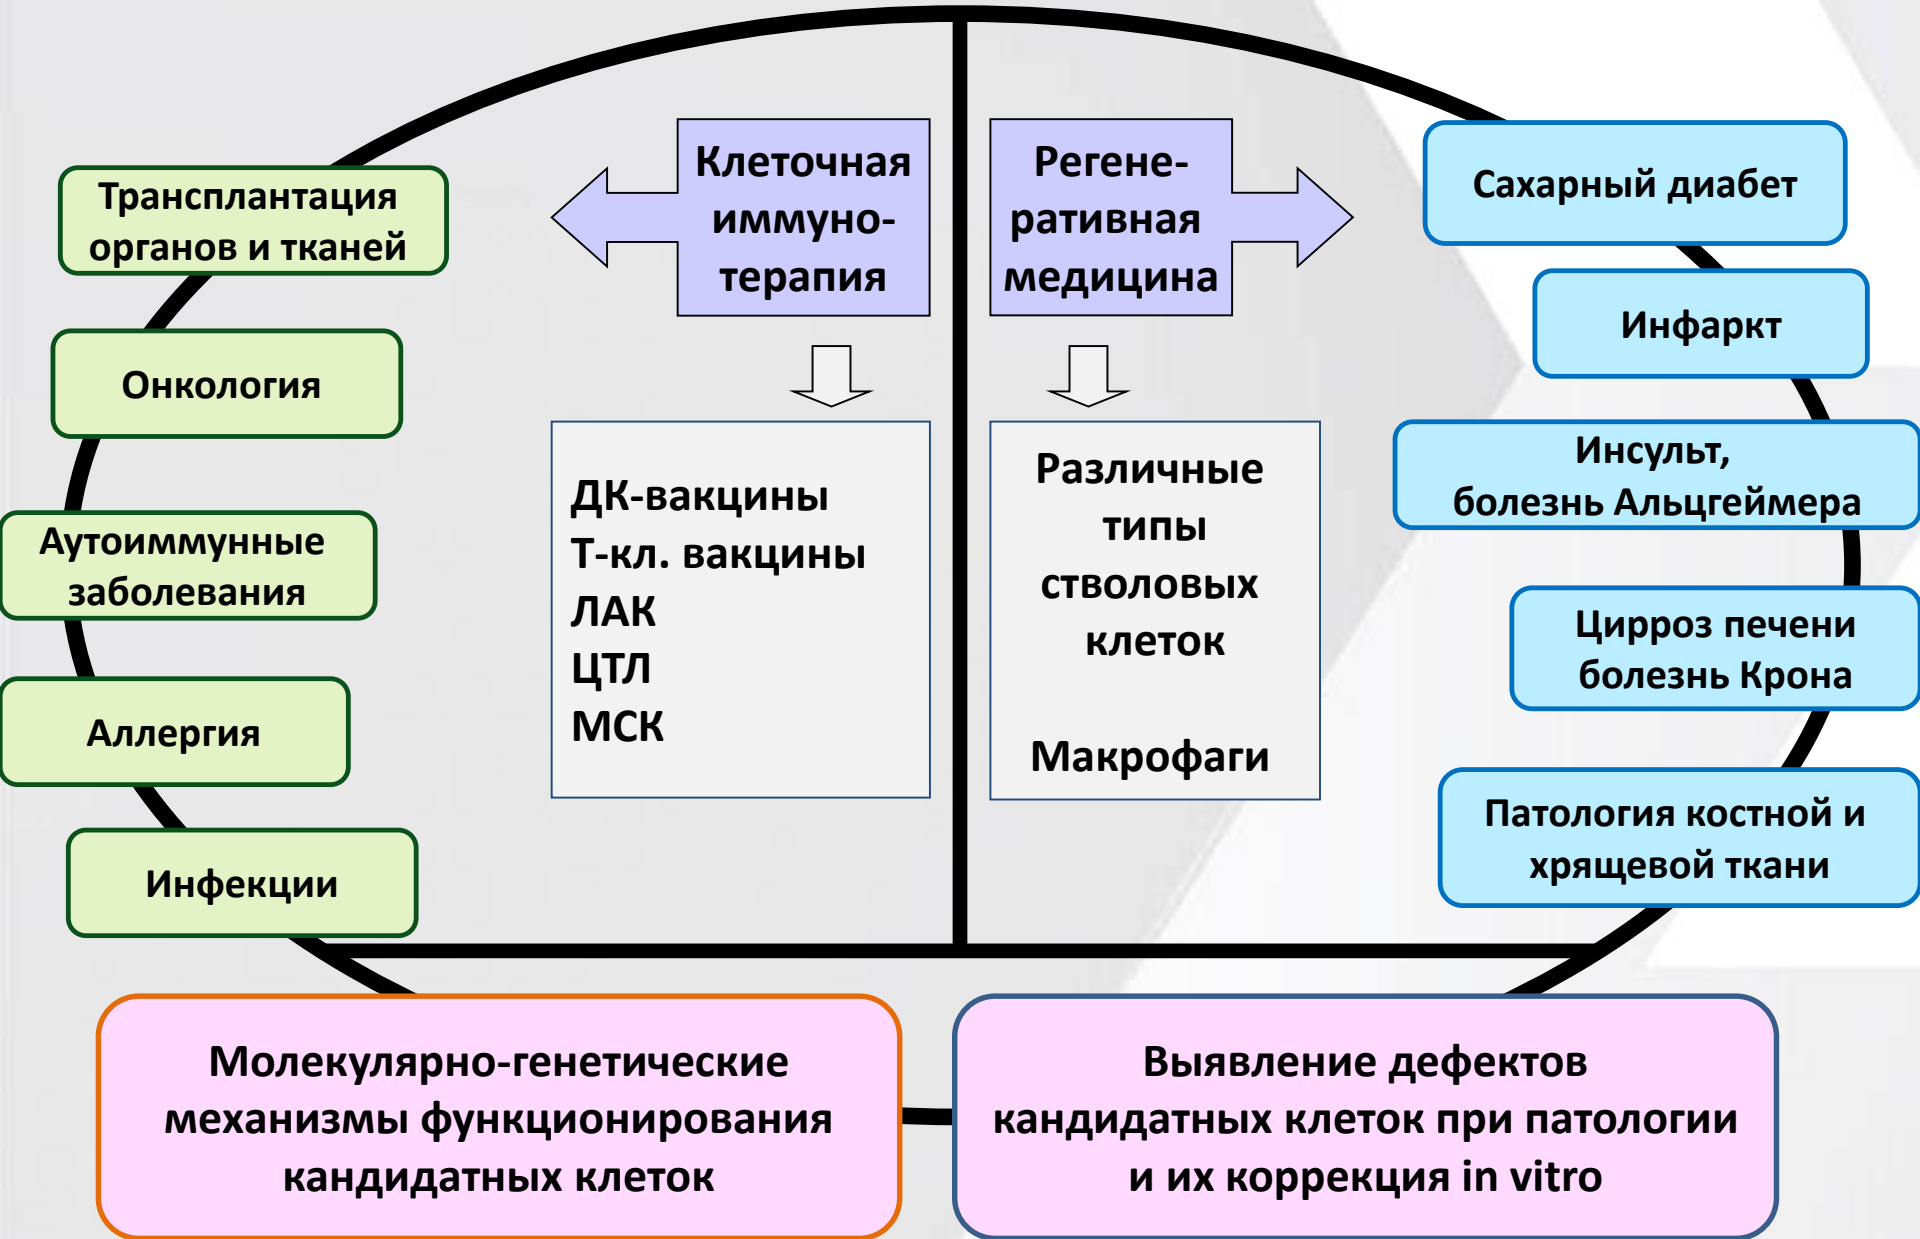 Клеточная
иммуно-
терапия
Регене-
ративная
медицина
Трансплантация
органов и тканей
Онкология
Аутоиммунные
заболевания
Аллергия
Инфекции
ДК-вакцины
Т-кл. вакцины
ЛАК
ЦТЛ
МСК
Различные
типы
стволовых
клеток
Макрофаги
Сахарный диабет
Инфаркт
Инсульт,
болезнь Альцгеймера
Цирроз печени
болезнь Крона
Патология костной и
хрящевой ткани
Молекулярно-генетические
механизмы функционирования
кандидатных клеток
Выявление дефектов
кандидатных клеток при патологии
и их коррекция in vitro